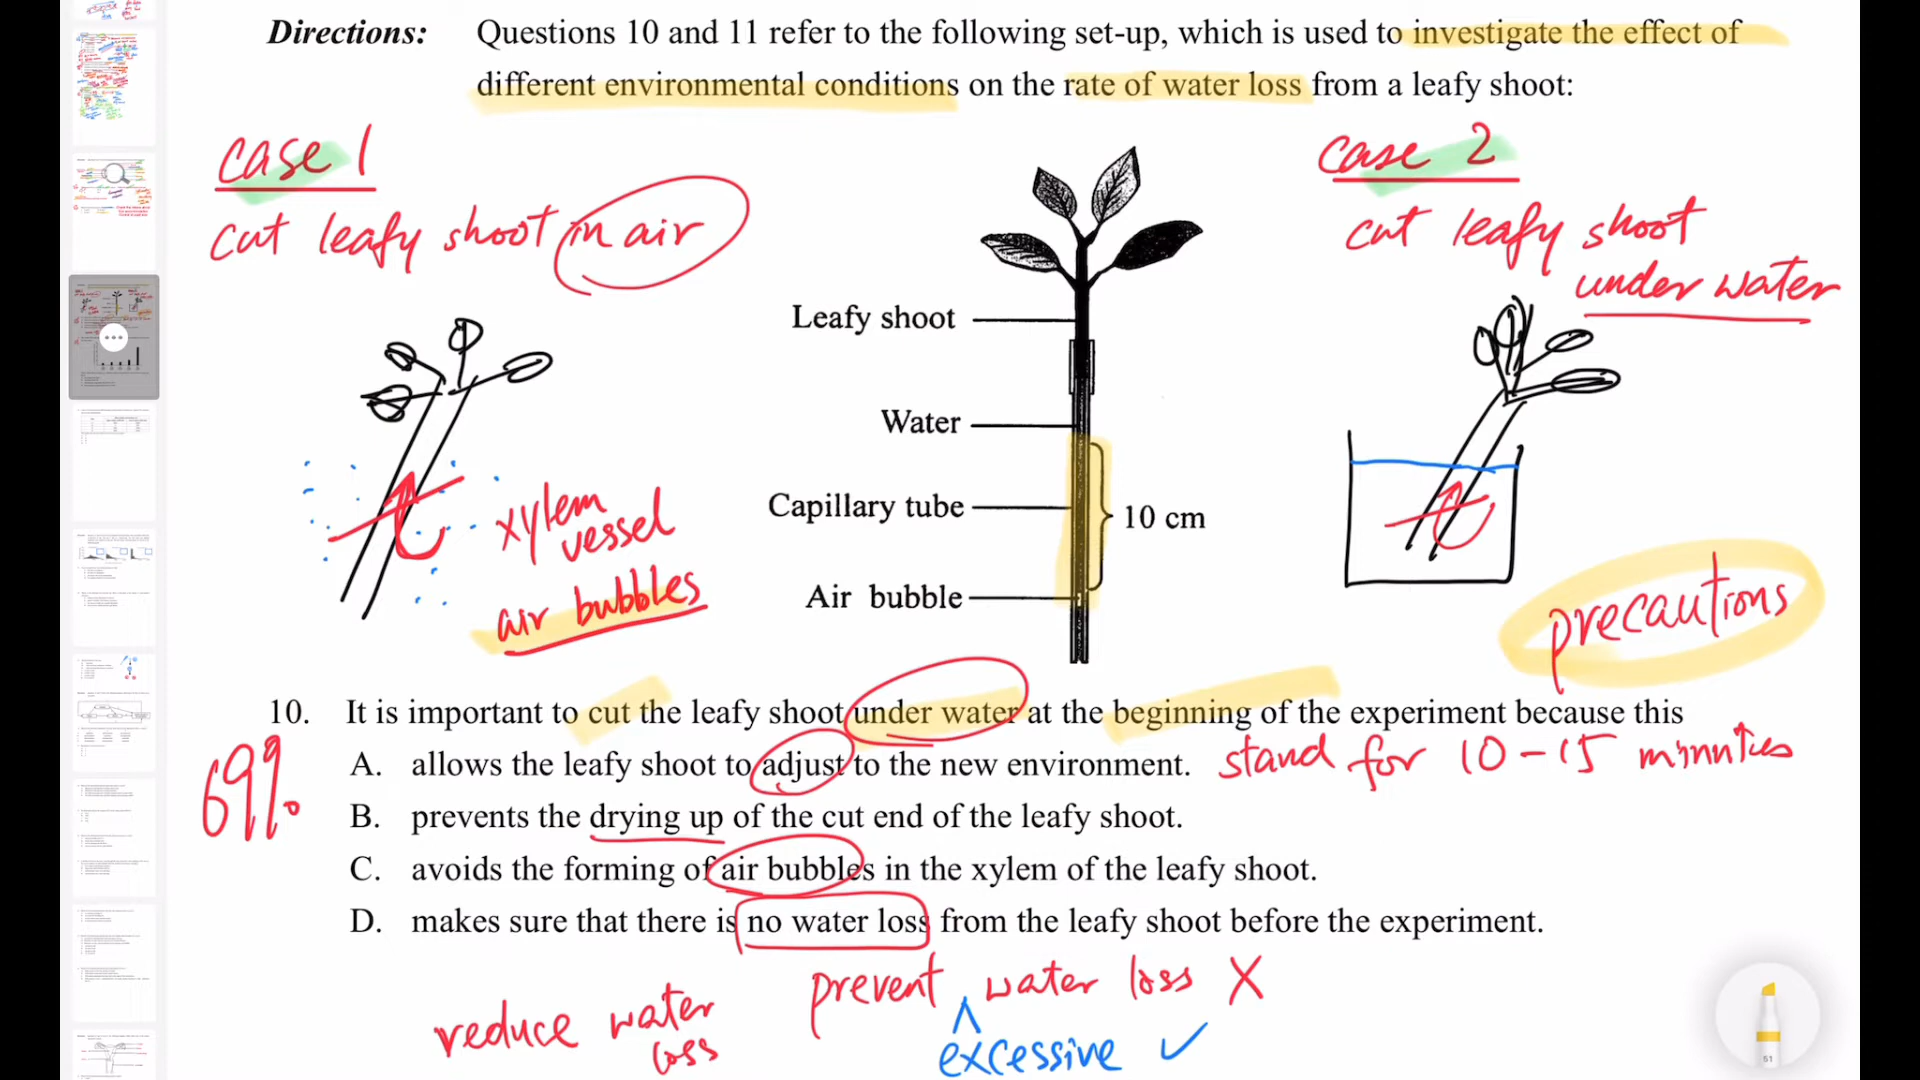 Directions: Questions 10 and 11 refer to the following set-up, which is used to investigate the effect of
different environmental conditions on the rate of water loss from a leafy shoot:
case 1
cut leafy shoot in air
case 2
cut leafy shoot
under water
Leafy shoot
Water
Capillary tube
10 cm
Air bubble
xylem
vessel
air bubbles
precautions
10. It is important to cut the leafy shoot under water at the beginning of the experiment because this
69%
A. allows the leafy shoot to adjust to the new environment.
stand for 10-15 minutes
B. prevents the drying up of the cut end of the leafy shoot.
C. avoids the forming of air bubbles in the xylem of the leafy shoot.
D. makes sure that there is no water loss from the leafy shoot before the experiment.
reduce water
loss
prevent water loss X
excessive ✓
51